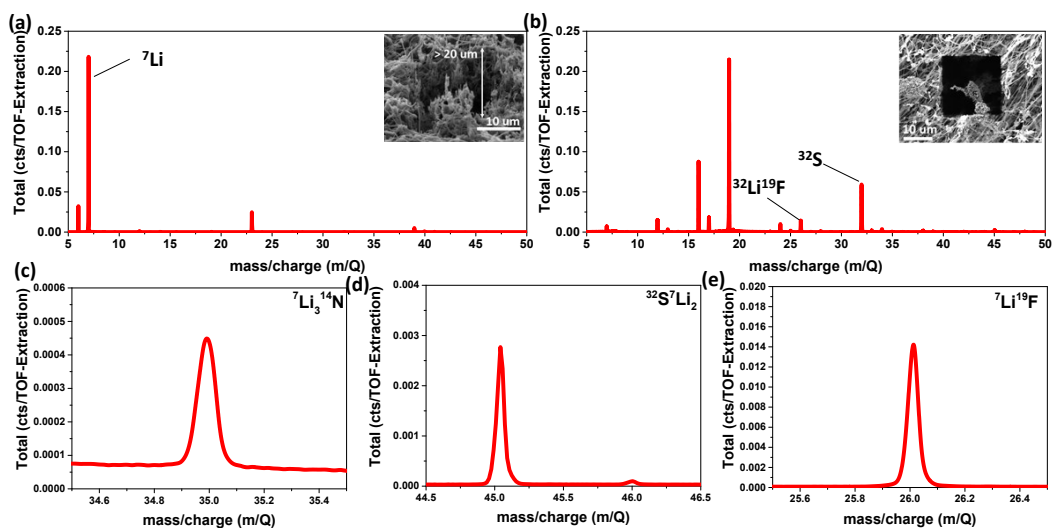 (a)
0.25
0.20
0.15
0.10
0.05
0.00
Total (cts/TOF-Extraction)
⁷Li
> 20 um
10 um
5 10 15 20 25 30 35 40 45 50
mass/charge (m/Q)
(b)
0.25
0.20
0.15
0.10
0.05
0.00
Total (cts/TOF-Extraction)
³²Li¹⁹F
³²S
10 um
5 10 15 20 25 30 35 40 45 50
mass/charge (m/Q)
(c)
⁷Li₃¹⁴N
0.0006
0.0005
0.0004
0.0003
0.0002
0.0001
0.0000
Total (cts/TOF-Extraction)
34.6 34.8 35.0 35.2 35.4
mass/charge (m/Q)
(d)
³²S⁷Li₂
0.004
0.003
0.002
0.001
0.000
Total (cts/TOF-Extraction)
44.5 45.0 45.5 46.0 46.5
mass/charge (m/Q)
(e)
⁷Li¹⁹F
0.020
0.018
0.016
0.014
0.012
0.010
0.008
0.006
0.004
0.002
0.000
Total (cts/TOF-Extraction)
25.6 25.8 26.0 26.2 26.4
mass/charge (m/Q)